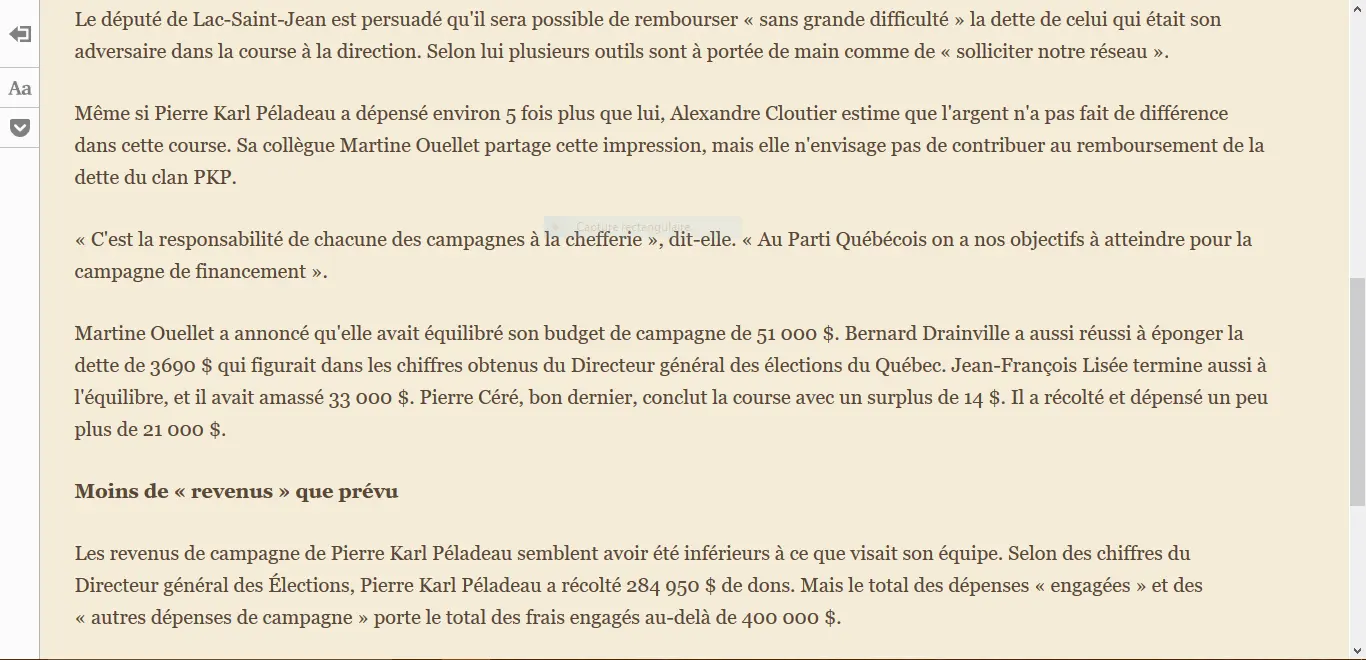 Le député de Lac-Saint-Jean est persuadé qu'il sera possible de rembourser « sans grande difficulté » la dette de celui qui était son
adversaire dans la course à la direction. Selon lui plusieurs outils sont à portée de main comme de « solliciter notre réseau ».
Aa
Même si Pierre Karl Péladeau a dépensé environ 5 fois plus que lui, Alexandre Cloutier estime que l'argent n'a pas fait de différence
dans cette course. Sa collègue Martine Ouellet partage cette impression, mais elle n'envisage pas de contribuer au remboursement de la
dette du clan PKP.
Capture rectangulaire
« C'est la responsabilité de chacune des campagnes à la chefferie », dit-elle. « Au Parti Québécois on a nos objectifs à atteindre pour la
campagne de financement ».
Martine Ouellet a annoncé qu'elle avait équilibré son budget de campagne de 51 000 $. Bernard Drainville a aussi réussi à éponger la
dette de 3690 $ qui figurait dans les chiffres obtenus du Directeur général des élections du Québec. Jean-François Lisée termine aussi à
l'équilibre, et il avait amassé 33 000 $. Pierre Céré, bon dernier, conclut la course avec un surplus de 14 $. Il a récolté et dépensé un peu
plus de 21 000 $.
Moins de « revenus » que prévu
Les revenus de campagne de Pierre Karl Péladeau semblent avoir été inférieurs à ce que visait son équipe. Selon des chiffres du
Directeur général des Élections, Pierre Karl Péladeau a récolté 284 950 $ de dons. Mais le total des dépenses « engagées » et des
« autres dépenses de campagne » porte le total des frais engagés au-delà de 400 000 $.